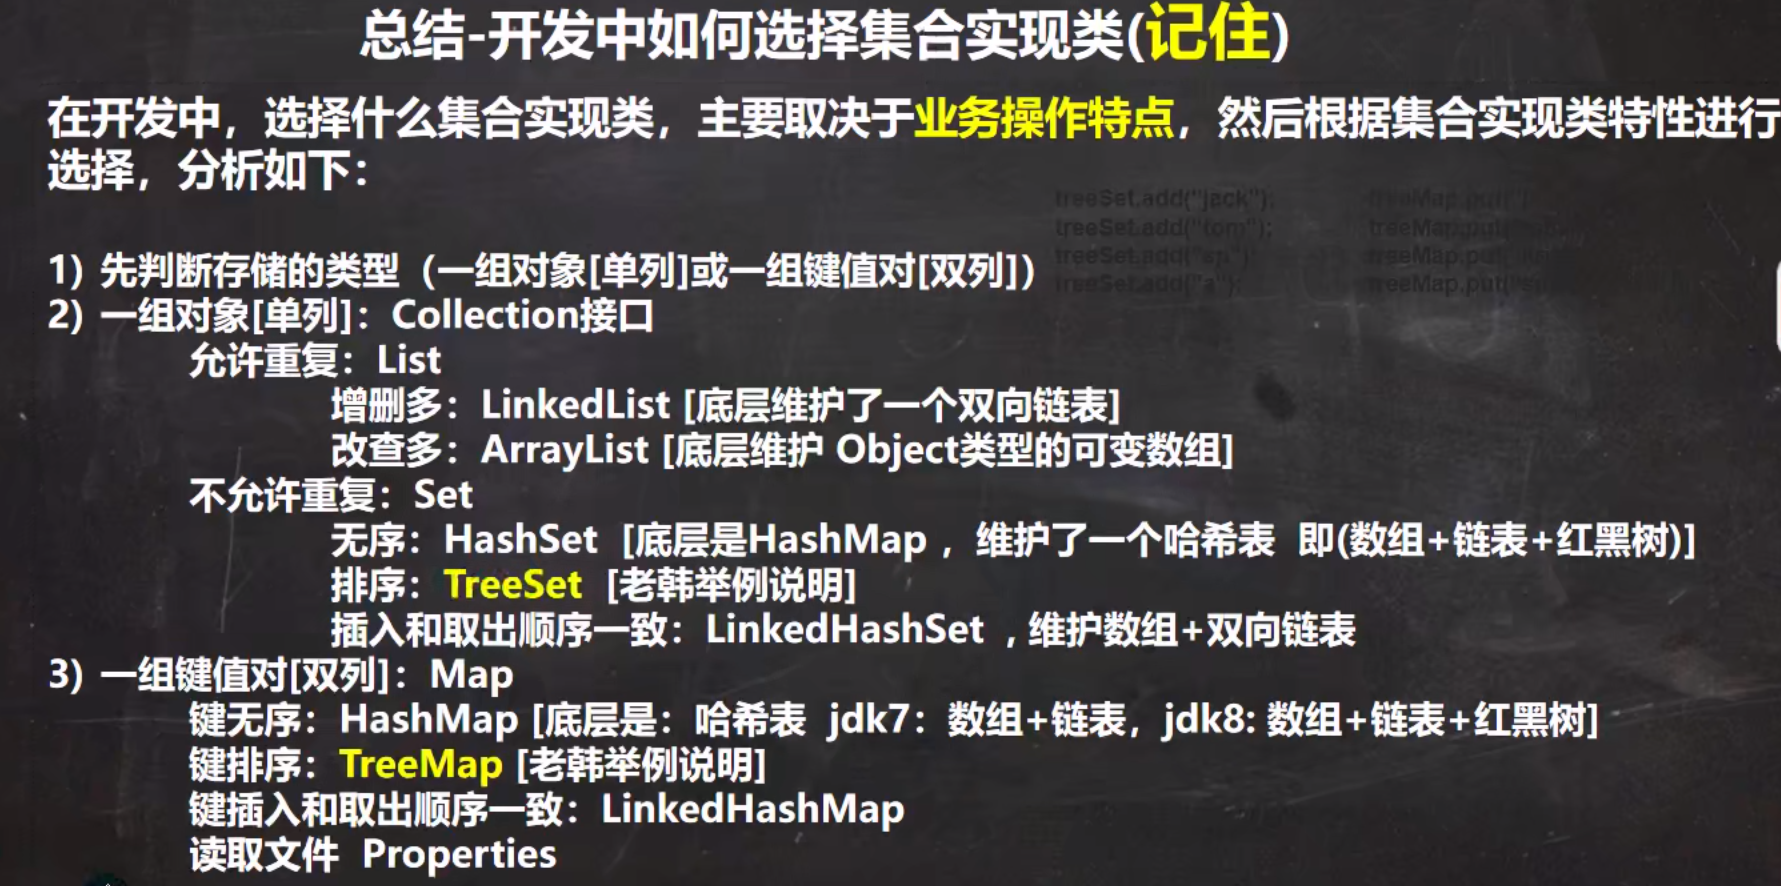 总结-开发中如何选择集合实现类(记住)
在开发中，选择什么集合实现类，主要取决于业务操作特点，然后根据集合实现类特性进行
选择，分析如下：
treeSet.add("jack");
treeSet.add("tom");
treeSet.add("sp");
treeSet.add("a");
treeMap.put(
treeMap.put(
treeMap.put(
treeMap.put(
1) 先判断存储的类型（一组对象[单列]或一组键值对[双列]）
2) 一组对象[单列]：Collection接口
允许重复：List
增删多：LinkedList [底层维护了一个双向链表]
改查多：ArrayList [底层维护 Object类型的可变数组]
不允许重复：Set
无序：HashSet [底层是HashMap ，维护了一个哈希表 即(数组+链表+红黑树)]
排序：TreeSet [老韩举例说明]
插入和取出顺序一致：LinkedHashSet , 维护数组+双向链表
3) 一组键值对[双列]：Map
键无序：HashMap [底层是：哈希表 jdk7：数组+链表，jdk8: 数组+链表+红黑树]
键排序：TreeMap [老韩举例说明]
键插入和取出顺序一致：LinkedHashMap
读取文件 Properties